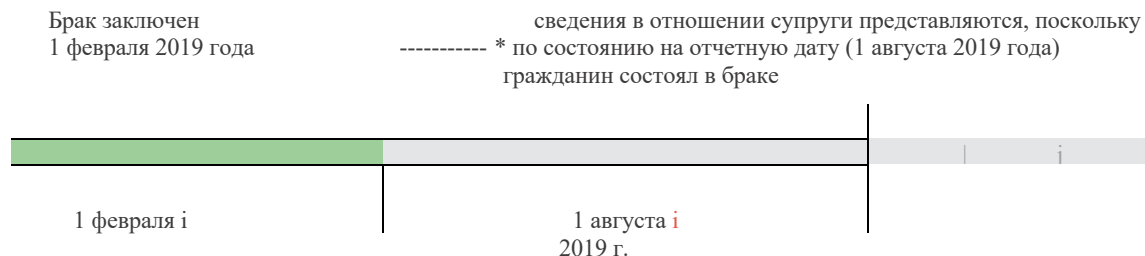 Брак заключен
1 февраля 2019 года
сведения в отношении супруги представляются, поскольку
----------- * по состоянию на отчетную дату (1 августа 2019 года)
гражданин состоял в браке
| i
1 февраля i
1 августа i
2019 г.